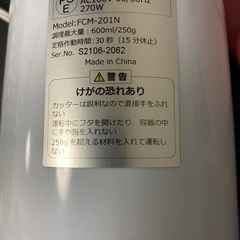 PS
E
AC100V 50/60Hz
270W
Model:FCM-201N
調理最大量：600ml/250g
定格動作時間：30秒（15分休止）
Ser.No. S2106-2062
Made in China
⚠警告
けがの恐れあり
カッターは鋭利なので直接手をふれ
ない
運転中にフタを開けたり、容器の中
に手や指を入れない
250gを超える材料を入れて運転し
ない